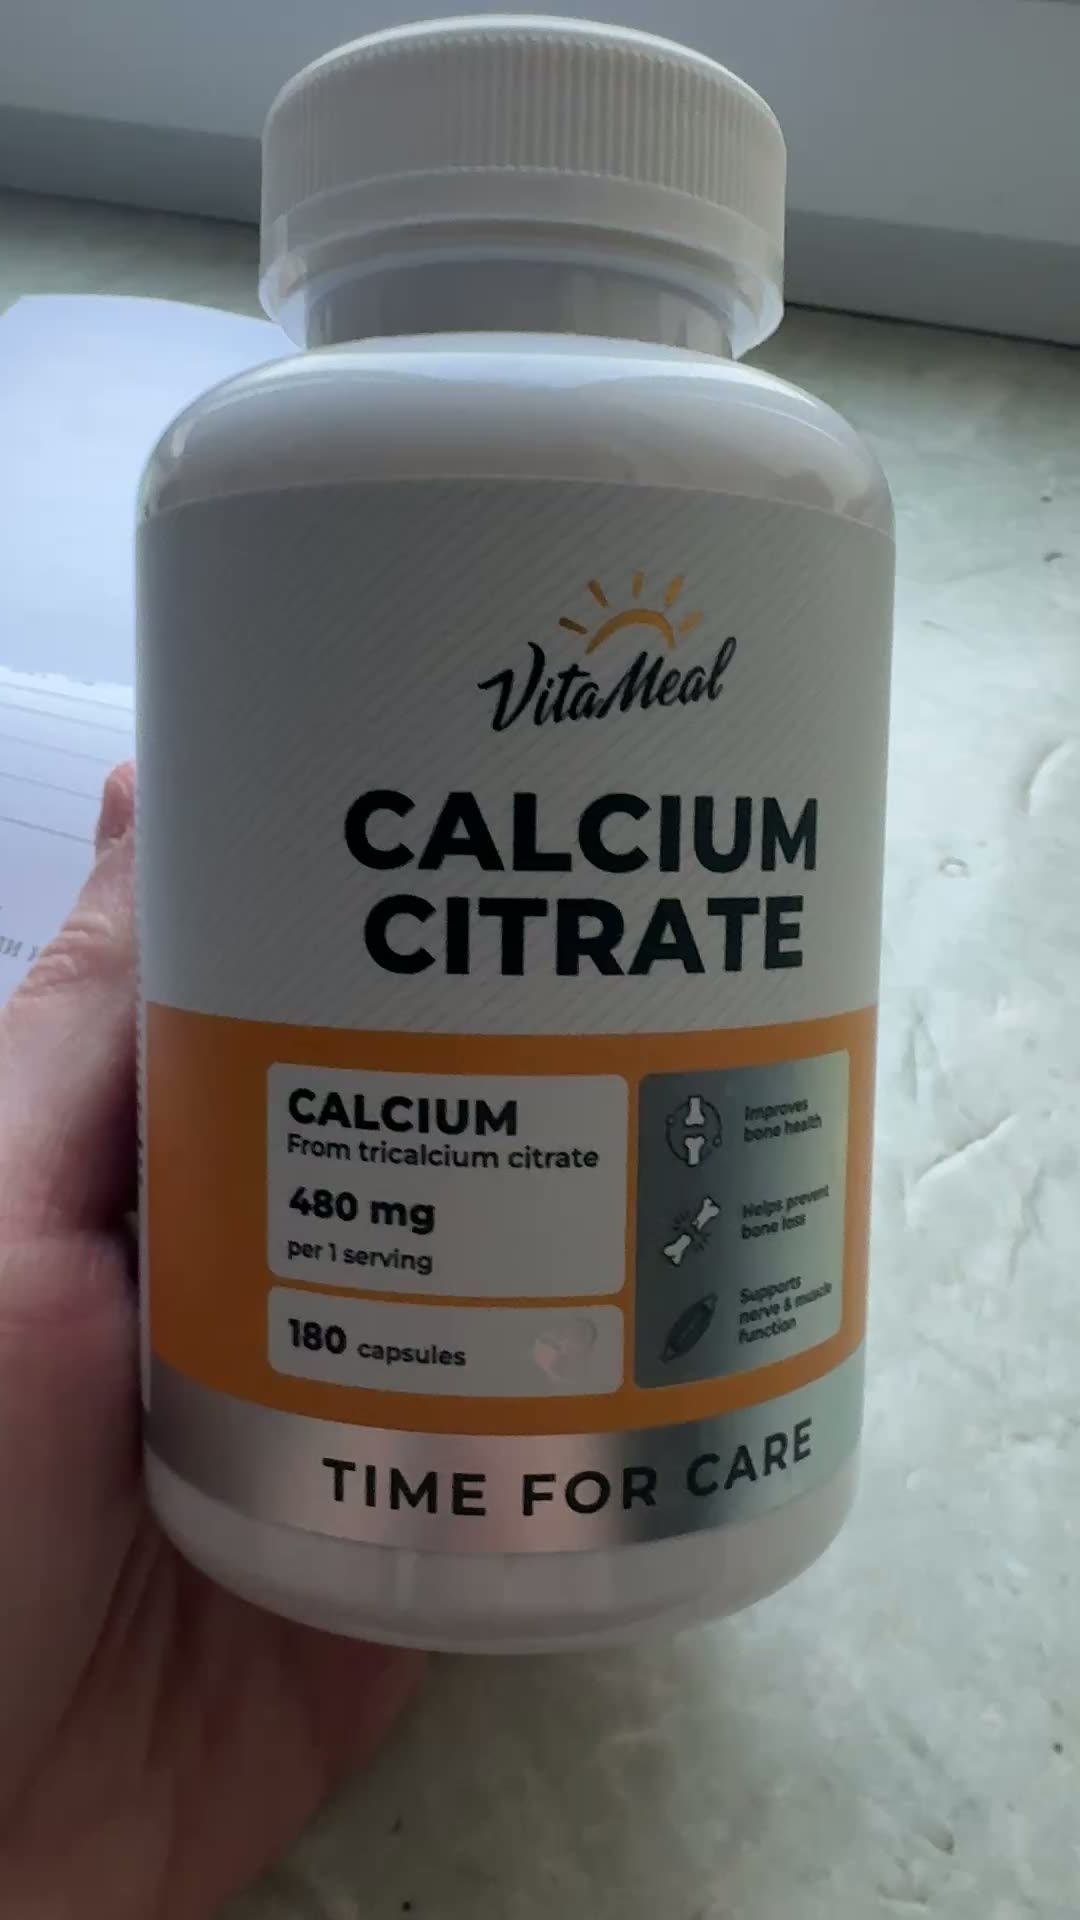 VitaMeal
CALCIUM
CITRATE
CALCIUM
From tricalcium citrate
480 mg
per 1 serving
180 capsules
Improves
bone health
Helps prevent
bone loss
Supports
nerve & muscle
function
TIME FOR CARE